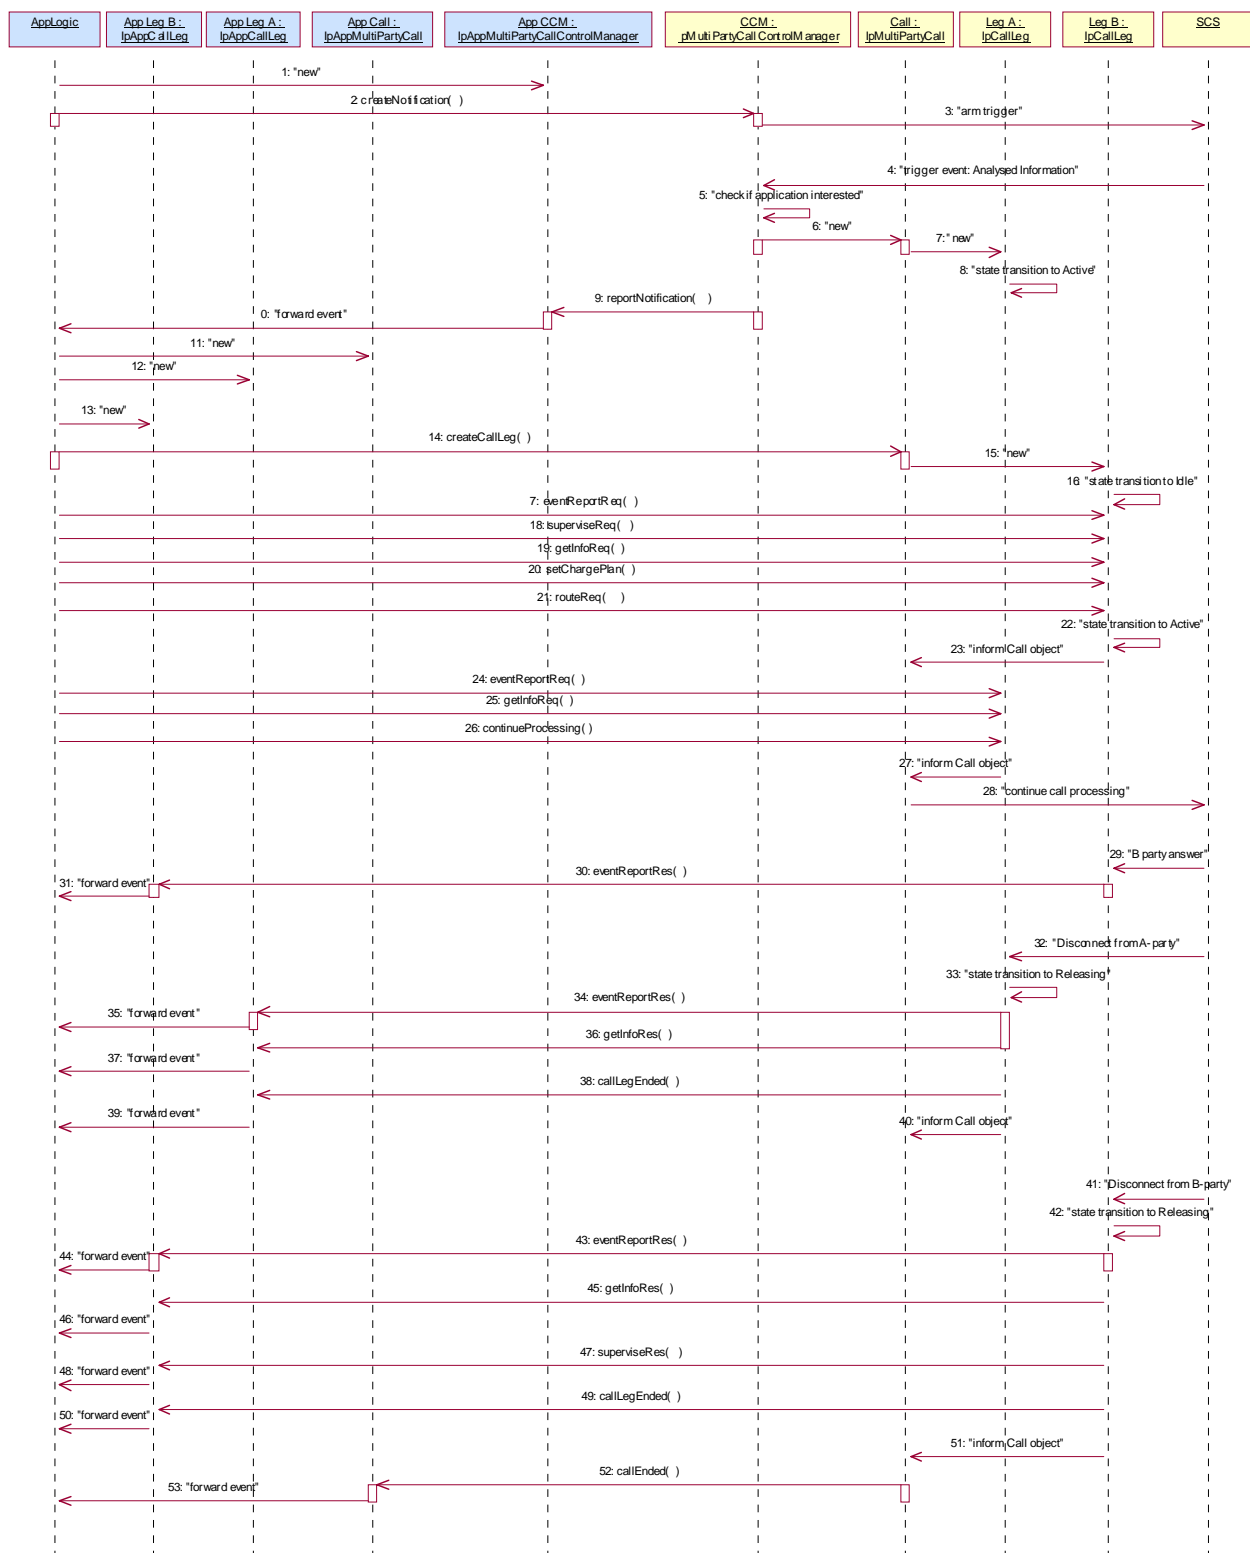 AppLogic
App Leg B :
IpAppCallLeg
App Leg A :
IpAppCallLeg
App Call :
IpAppMultiPartyCall
App CCM :
IpAppMultiPartyCallControlManager
CCM :
pMultiPartyCallControlManager
Call :
IpMultiPartyCall
Leg A :
IpCallLeg
Leg B :
IpCallLeg
SCS
1: "new"
2: createNotification( )
3: "arm trigger"
4: "trigger event: Analysed Information"
5: "check if application interested"
6: "new"
7: "new"
8: "state transition to Active"
9: reportNotification( )
0: "forward event"
11: "new"
12: "new"
13: "new"
14: createCallLeg( )
15: "new"
16: "state transition to Idle"
7: eventReportReq( )
18: superviseReq( )
19: getInfoReq( )
20: setChargePlan( )
21: routeReq( )
22: "state transition to Active"
23: "inform Call object"
24: eventReportReq( )
25: getInfoReq( )
26: continueProcessing( )
27: "inform Call object"
28: "continue call processing"
29: "B party answer"
30: eventReportRes( )
31: "forward event"
32: "Disconnect from A- party"
33: "state transition to Releasing"
34: eventReportRes( )
35: "forward event"
36: getInfoRes( )
37: "forward event"
38: callLegEnded( )
39: "forward event"
40: "inform Call object"
41: "Disconnect from B-party"
42: "state transition to Releasing"
43: eventReportRes( )
44: "forward event"
45: getInfoRes( )
46: "forward event"
47: superviseRes( )
48: "forward event"
49: callLegEnded( )
50: "forward event"
51: "inform Call object"
52: callEnded( )
53: "forward event"